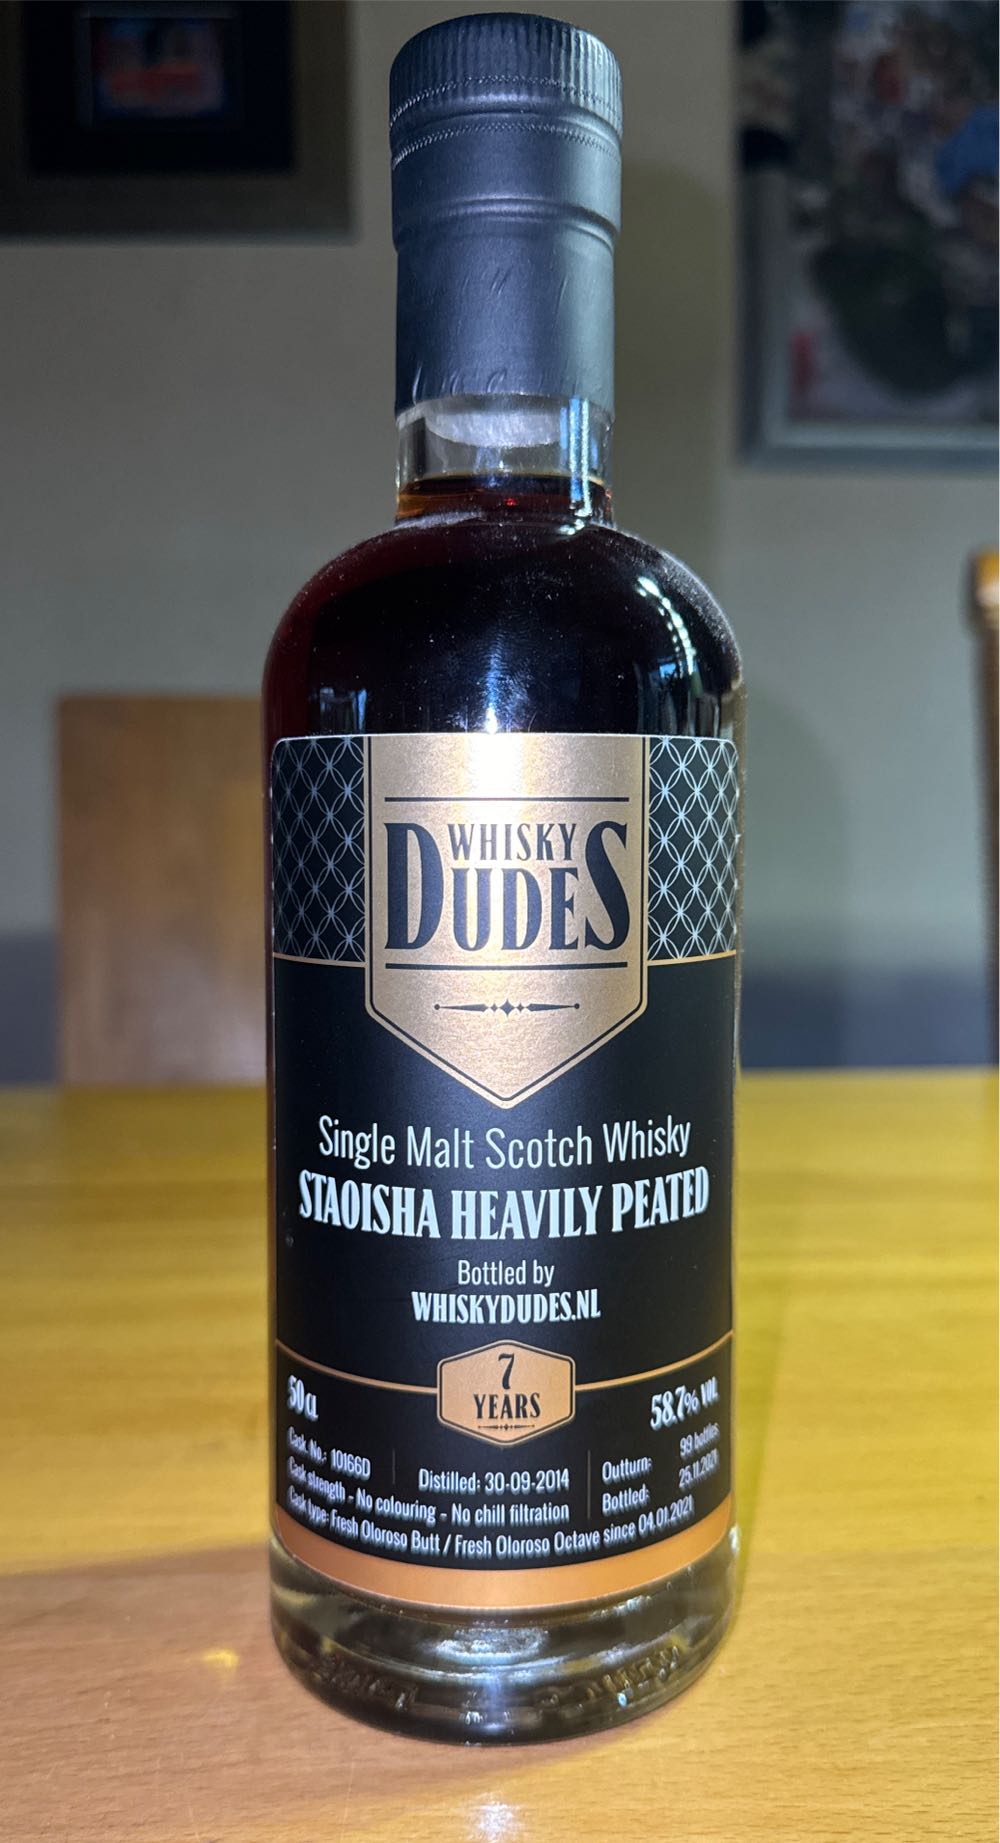 WHISKY
DUDES
Single Malt Scotch Whisky
STAOISHA HEAVILY PEATED
Bottled by
WHISKYDUDES.NL
7
YEARS
50CL
58.7% VOL
Cask No.: 10166D
Distilled: 30-09-2014
Outturn: 99 bottles
Bottled: 25.11.2021
Cask strength - No colouring - No chill filtration
Cask type: Fresh Oloroso Butt / Fresh Oloroso Octave since 04.01.2021